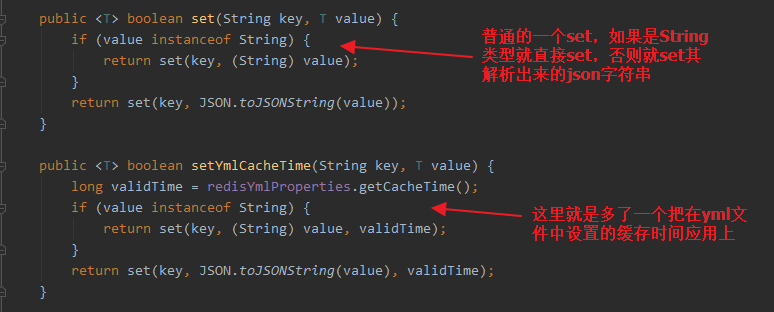 public <T> boolean set(String key, T value) {
if (value instanceof String) {
return set(key, (String) value);
}
return set(key, JSON.toJSONString(value));
}
普通的一个set，如果是String
类型就直接set，否则就set其
解析出来的json字符串
public <T> boolean setYmlCacheTime(String key, T value) {
long validTime = redisYmlProperties.getCacheTime();
if (value instanceof String) {
return set(key, (String) value, validTime);
}
return set(key, JSON.toJSONString(value), validTime);
}
这里就是多了一个把在yml文
件中设置的缓存时间应用上